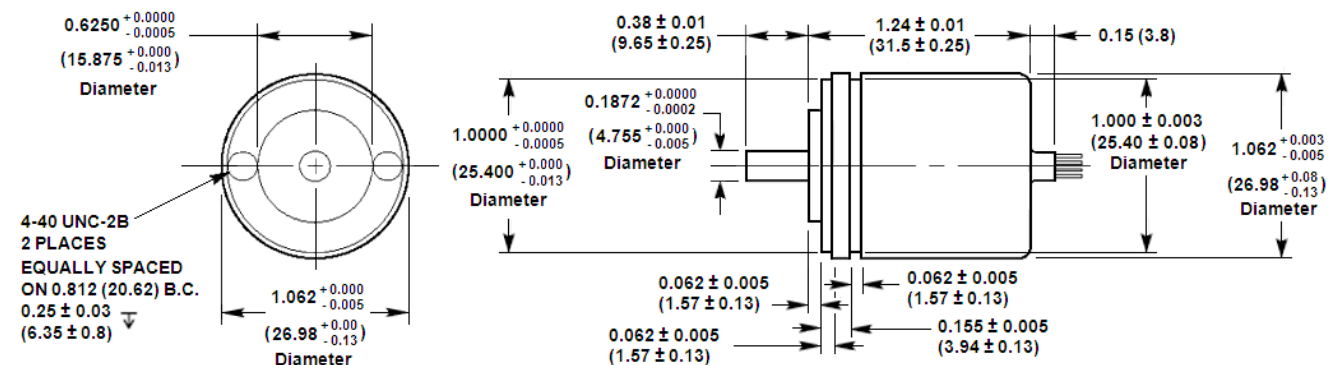 0.6250 +0.0000
-0.0005
(15.875 +0.000
-0.013)
Diameter
4-40 UNC-2B
2 PLACES
EQUALLY SPACED
ON 0.812 (20.62) B.C.
0.25 ± 0.03 ↧
(6.35 ± 0.8)
1.062 +0.000
-0.005
(26.98 +0.00
-0.13)
Diameter
0.38 ± 0.01
(9.65 ± 0.25)
1.24 ± 0.01
(31.5 ± 0.25)
0.15 (3.8)
1.0000 +0.0000
-0.0005
(25.400 +0.000
-0.013)
Diameter
0.1872 +0.0000
-0.0002
(4.755 +0.000
-0.005)
Diameter
1.000 ± 0.003
(25.40 ± 0.08)
Diameter
1.062 +0.003
-0.005
(26.98 +0.08
-0.13)
Diameter
0.062 ± 0.005
(1.57 ± 0.13)
0.062 ± 0.005
(1.57 ± 0.13)
0.062 ± 0.005
(1.57 ± 0.13)
0.155 ± 0.005
(3.94 ± 0.13)